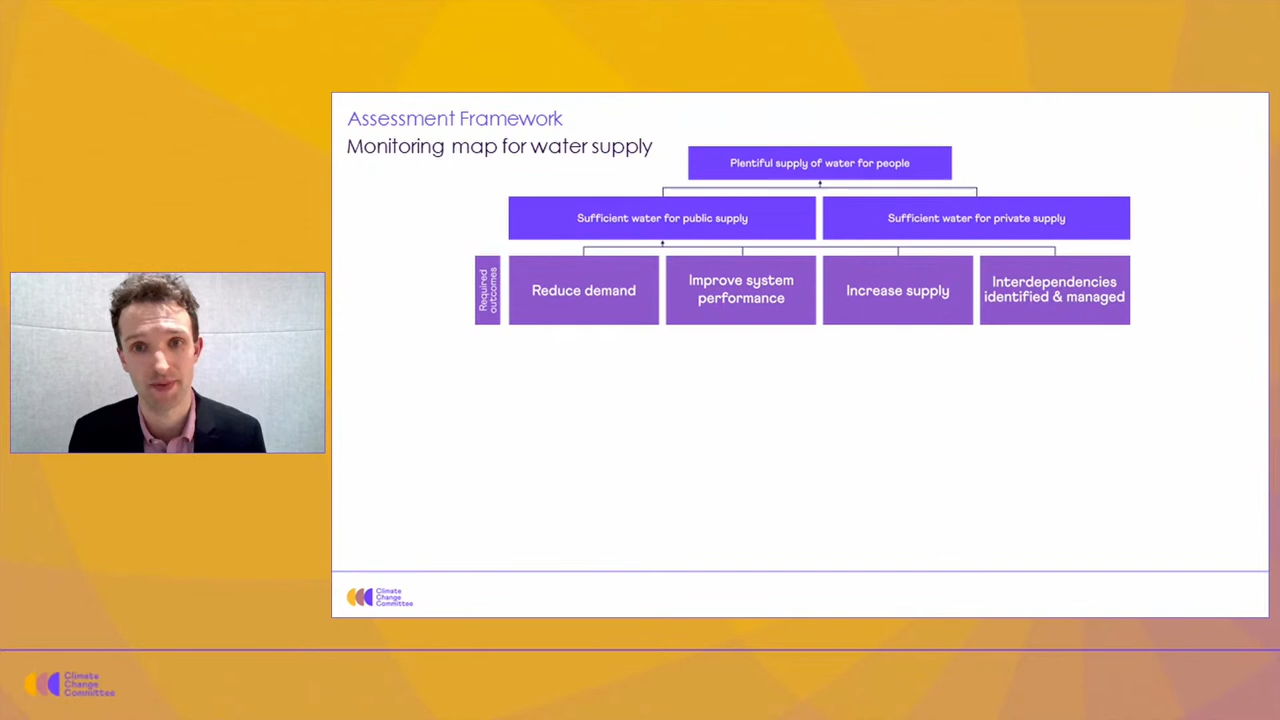 Assessment Framework
Monitoring map for water supply
Plentiful supply of water for people
Sufficient water for public supply
Sufficient water for private supply
Required
outcomes
Reduce demand
Improve system
performance
Increase supply
Interdependencies
identified & managed
Climate
Change
Committee
Climate
Change
Committee